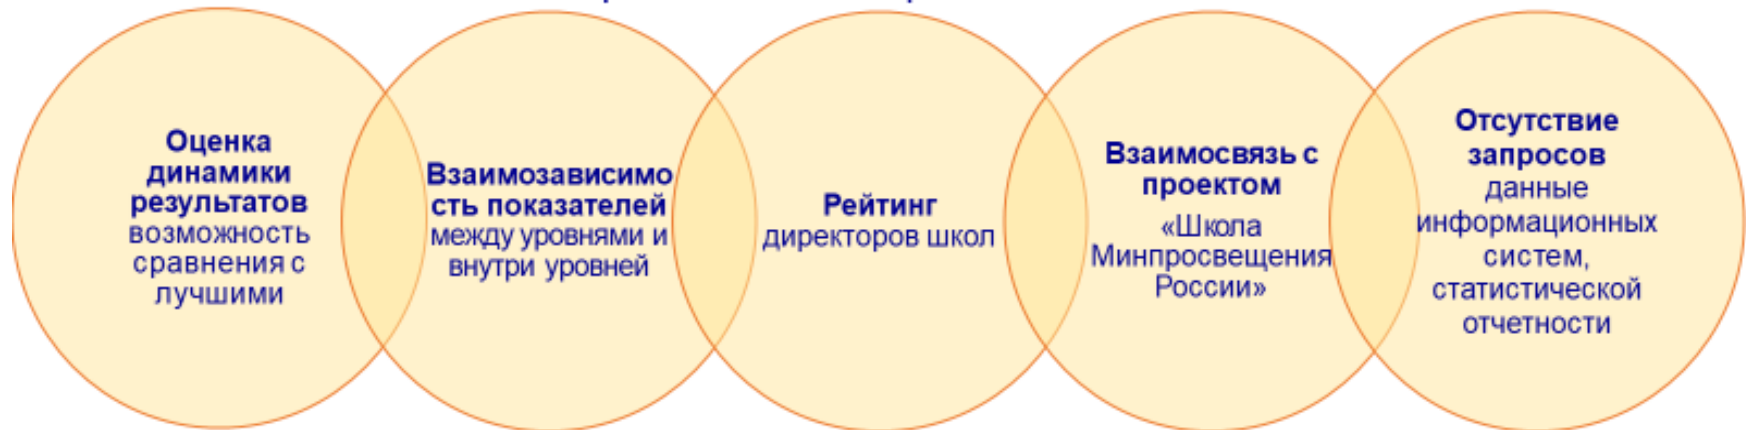 Оценка
динамики
результатов
возможность
сравнения с
лучшими
Взаимозависимо
сть показателей
между уровнями и
внутри уровней
Рейтинг
директоров школ
Взаимосвязь с
проектом
«Школа
Минпросвещения
России»
Отсутствие
запросов
данные
информационных
систем,
статистической
отчетности